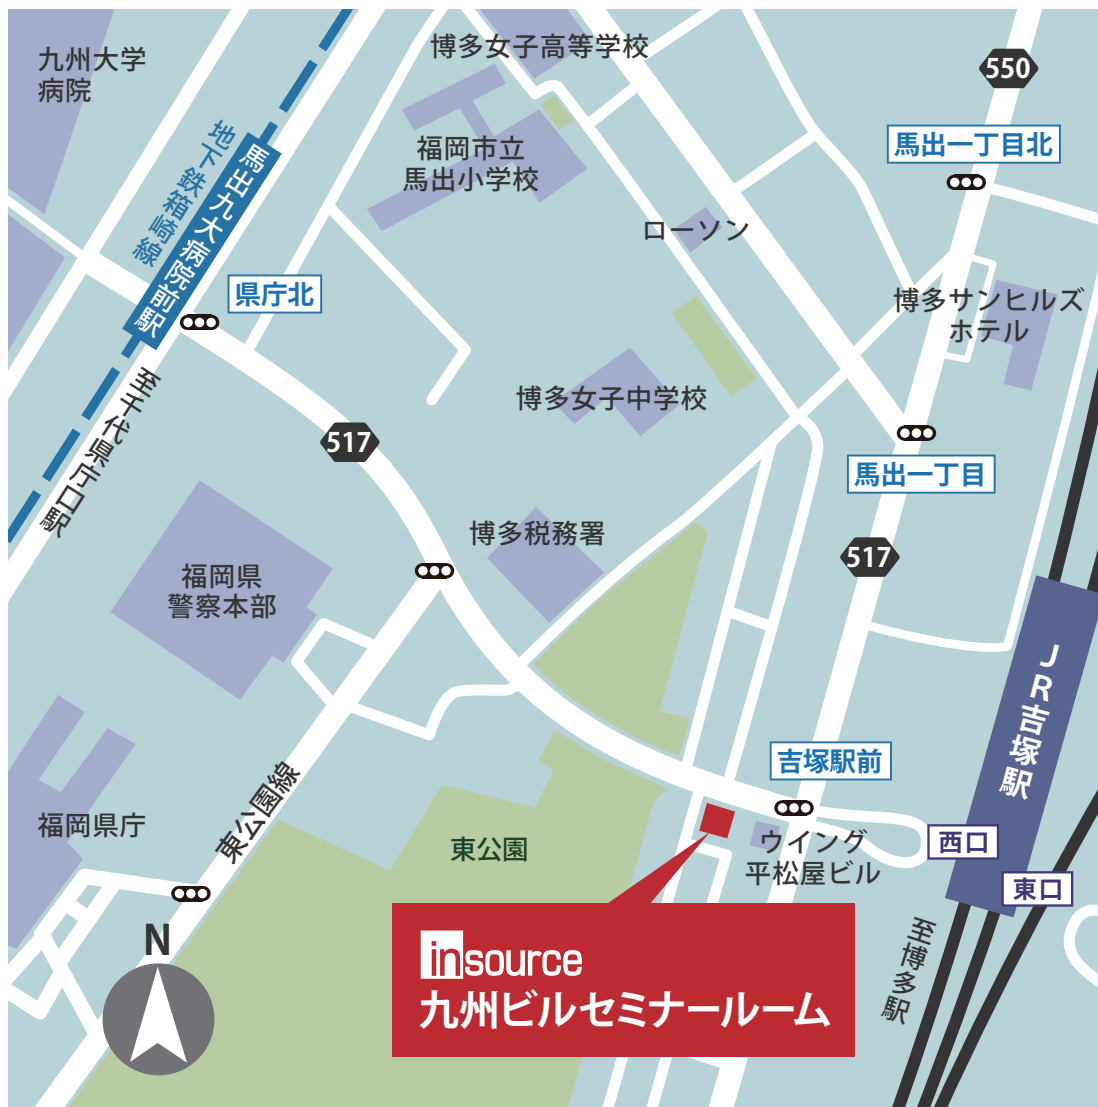 九州大学
病院
博多女子高等学校
550
馬出一丁目北
福岡市立
馬出小学校
地下鉄箱崎線
馬出九大病院前駅
ローソン
県庁北
博多サンヒルズ
ホテル
至千代県庁口駅
博多女子中学校
517
馬出一丁目
博多税務署
517
福岡県
警察本部
JR吉塚駅
吉塚駅前
東公園線
福岡県庁
東公園
ウイング
平松屋ビル
西口
東口
至博多駅
N
insource
九州ビルセミナールーム